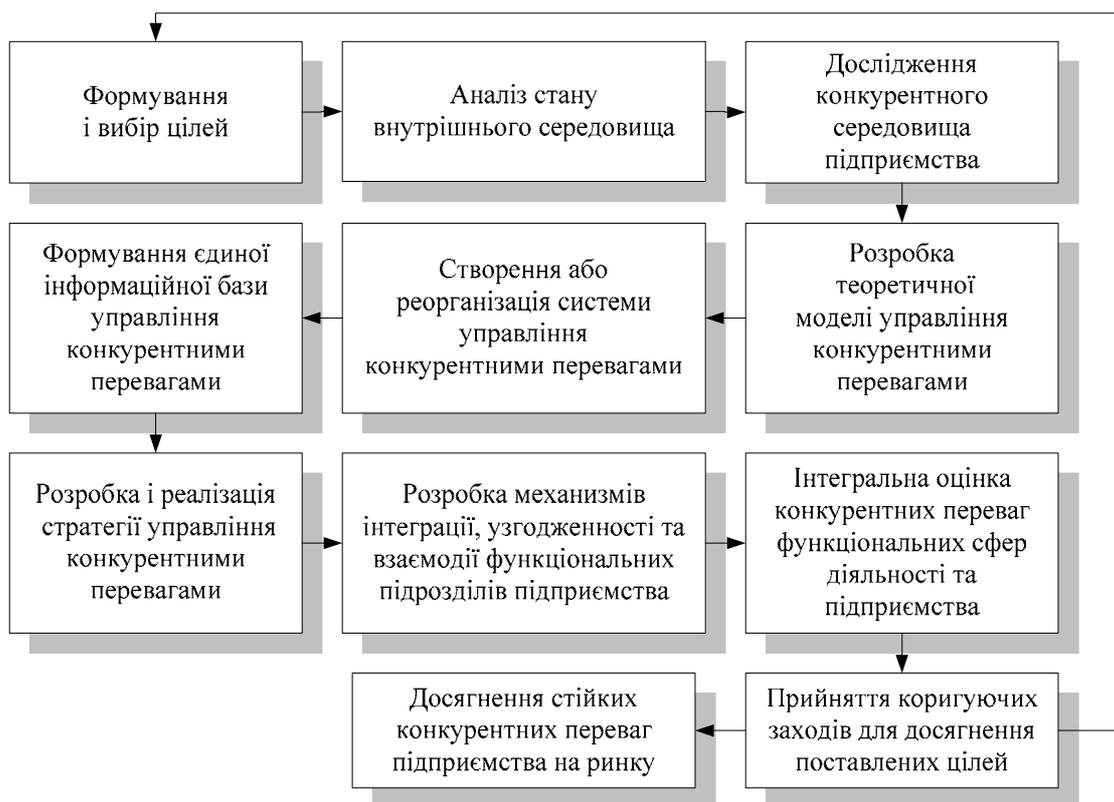 Формування
і вибір цілей
Аналіз стану
внутрішнього середовища
Дослідження
конкурентного
середовища
підприємства
Формування єдиної
інформаційної бази
управління
конкурентними
перевагами
Створення або
реорганізація системи
управління
конкурентними перевагами
Розробка
теоретичної
моделі управління
конкурентними
перевагами
Розробка і реалізація
стратегії управління
конкурентними
перевагами
Розробка механізмів
інтеграції, узгодженності та
взаємодії функціональних
підрозділів підприємства
Інтегральна оцінка
конкурентних переваг
функціональних сфер
діяльності та
підприємства
Досягнення стійких
конкурентних переваг
підприємства на ринку
Прийняття коригуючих
заходів для досягнення
поставлених цілей